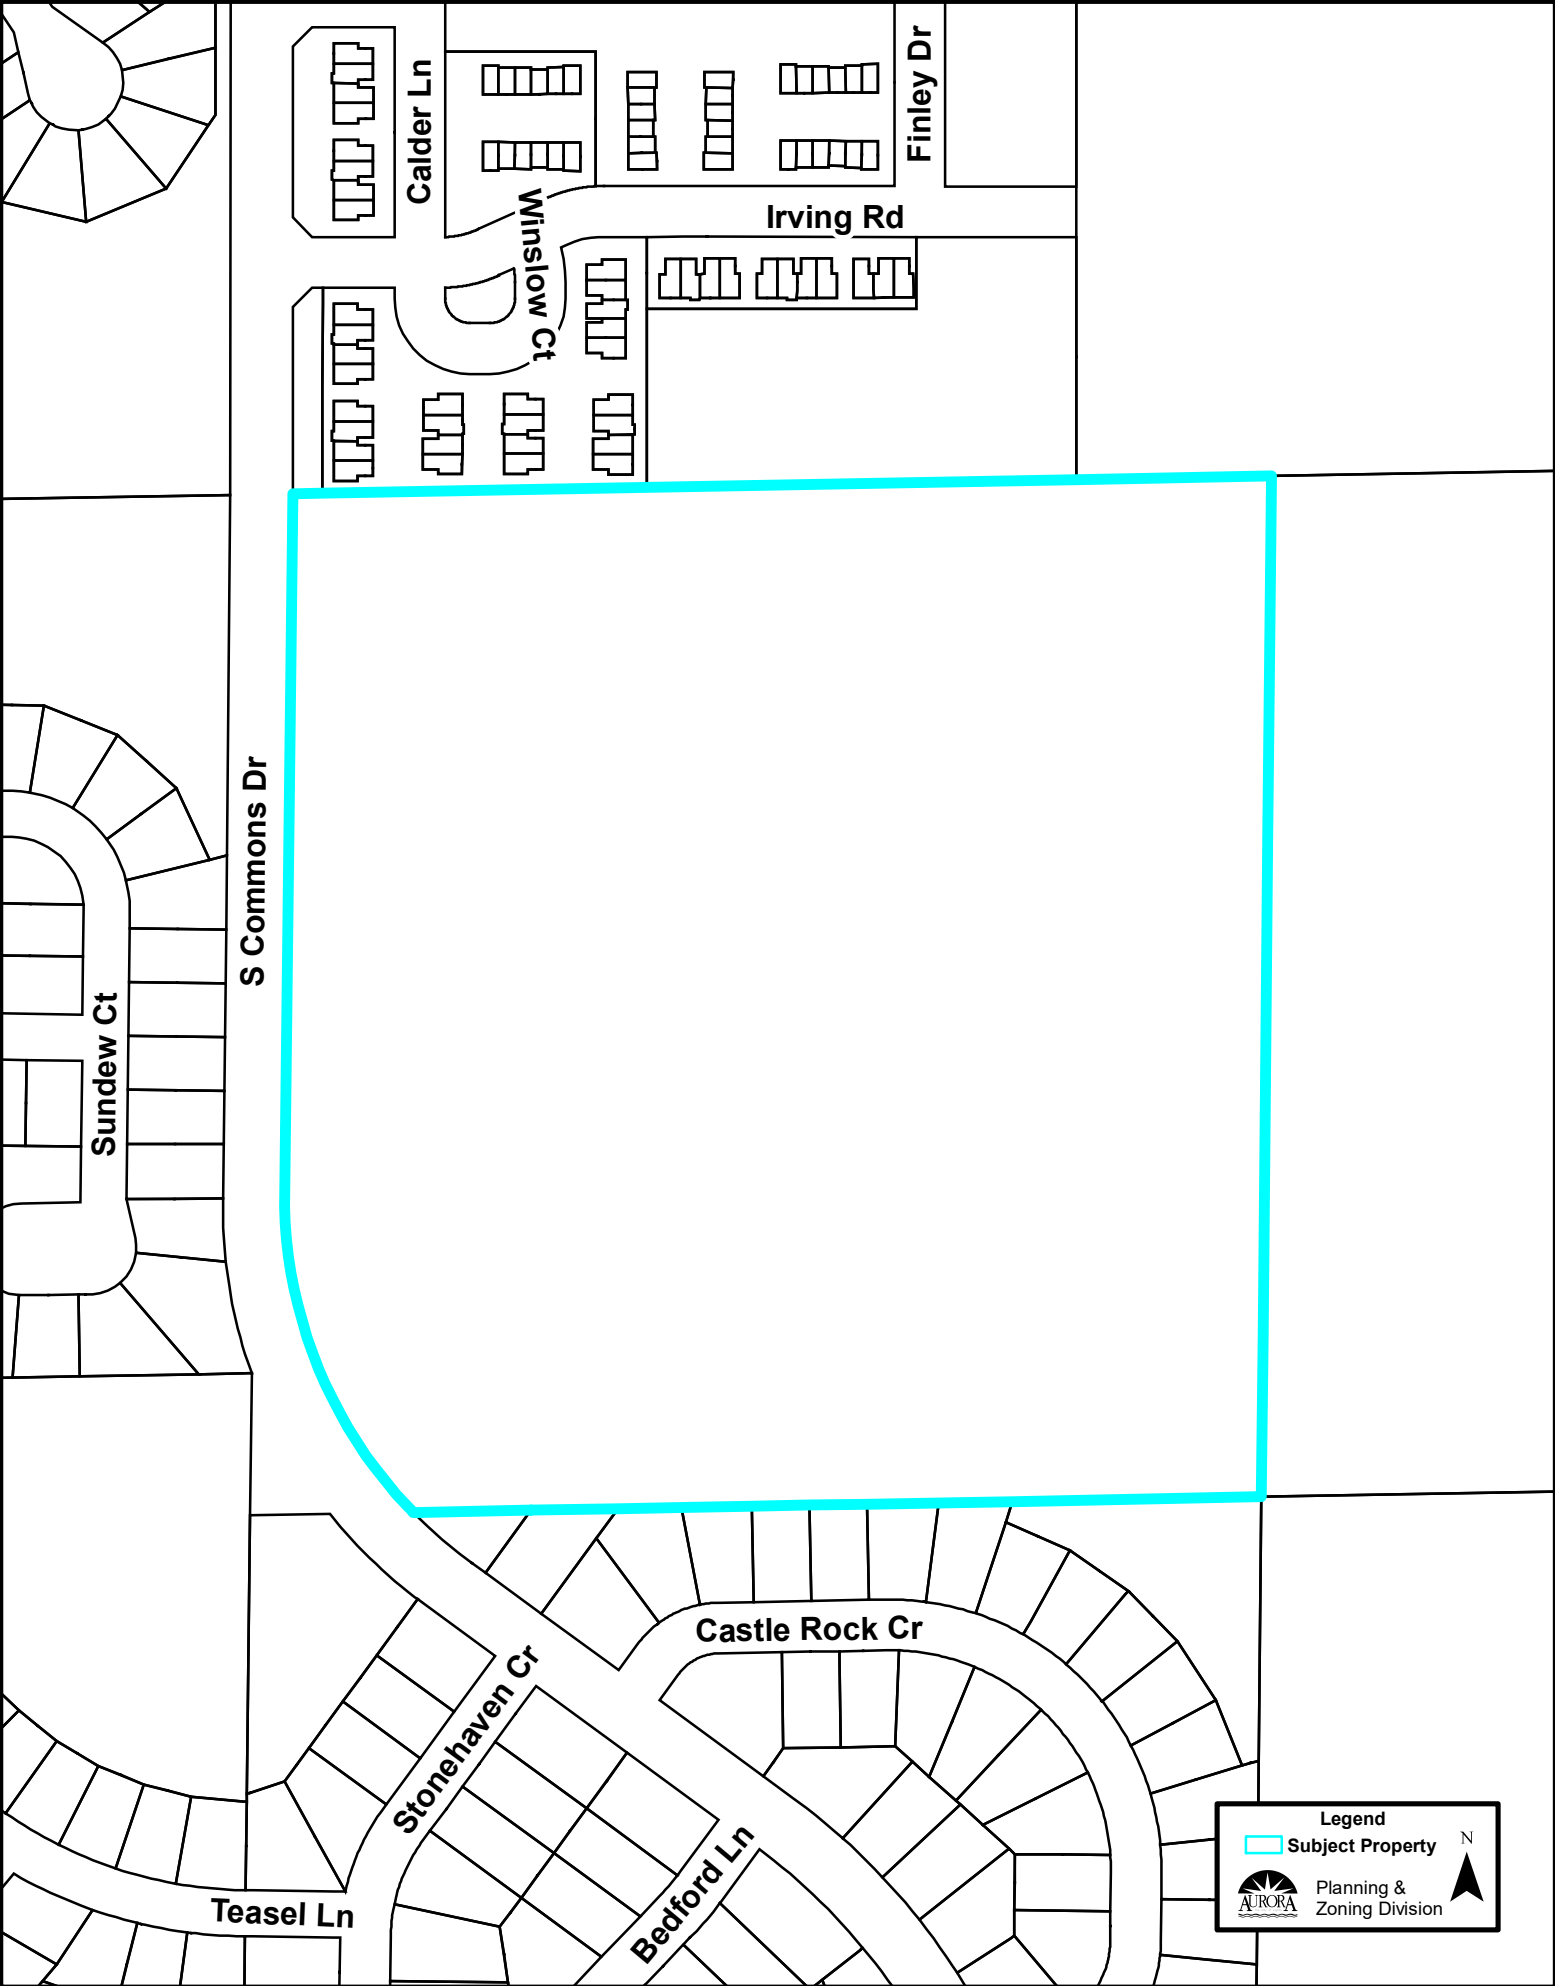 Calder Ln
Finley Dr
Winslow Ct
Irving Rd
S Commons Dr
Sundew Ct
Castle Rock Cr
Stonehaven Cr
Bedford Ln
Teasel Ln
Legend
Subject Property
N
AURORA
Planning &
Zoning Division